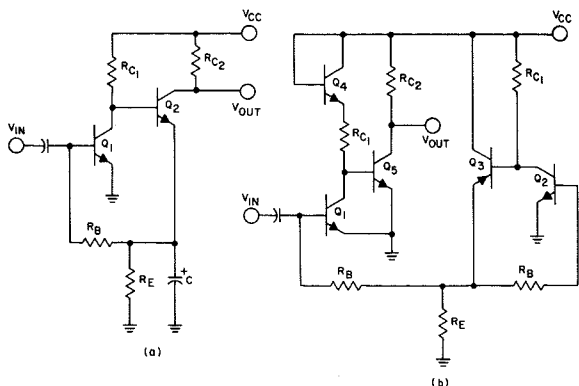 VCC
RC1
RC2
Q2
VOUT
VIN
Q1
RB
RE
+
C
(a)
VCC
Q4
RC2
RC1
RC1
VOUT
Q3
Q5
Q2
VIN
Q1
RB
RB
RE
(b)